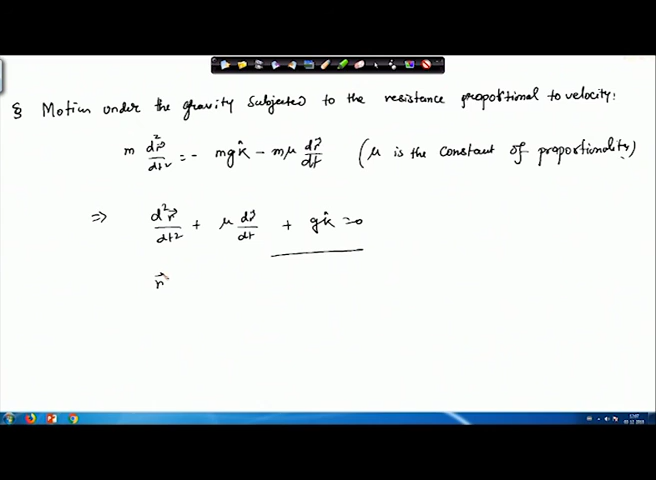 § Motion under the gravity subjected to the resistance proportional to velocity:
m d²r⃗/dt² = - mgk̂ - mμ dr⃗/dt (μ is the constant of proportionality)
⇒ d²r⃗/dt² + μ dr⃗/dt + gk̂ = 0
r⃗